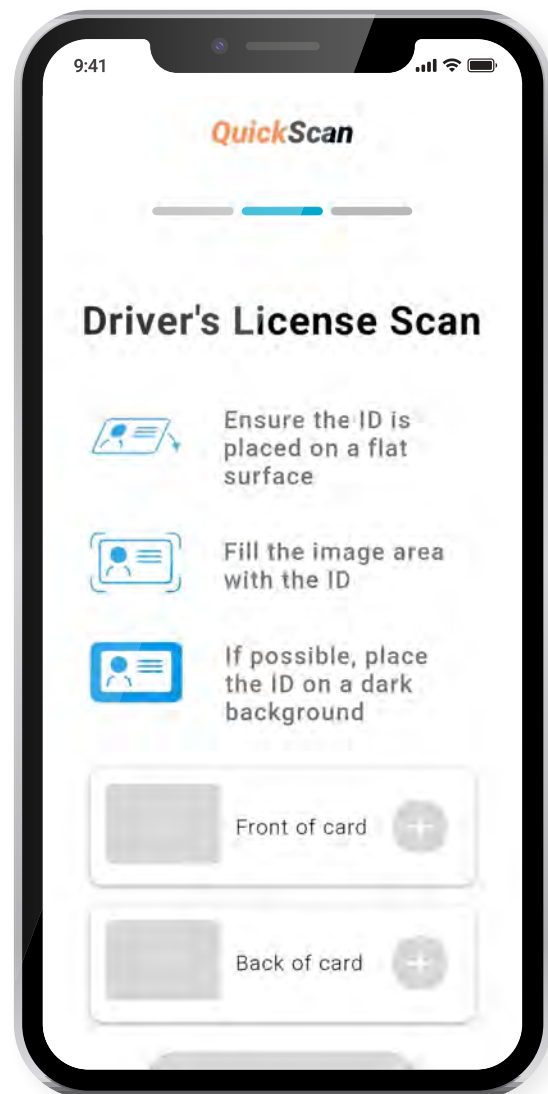 9:41
QuickScan
Driver's License Scan
Ensure the ID is
placed on a flat
surface
Fill the image area
with the ID
If possible, place
the ID on a dark
background
Front of card
Back of card